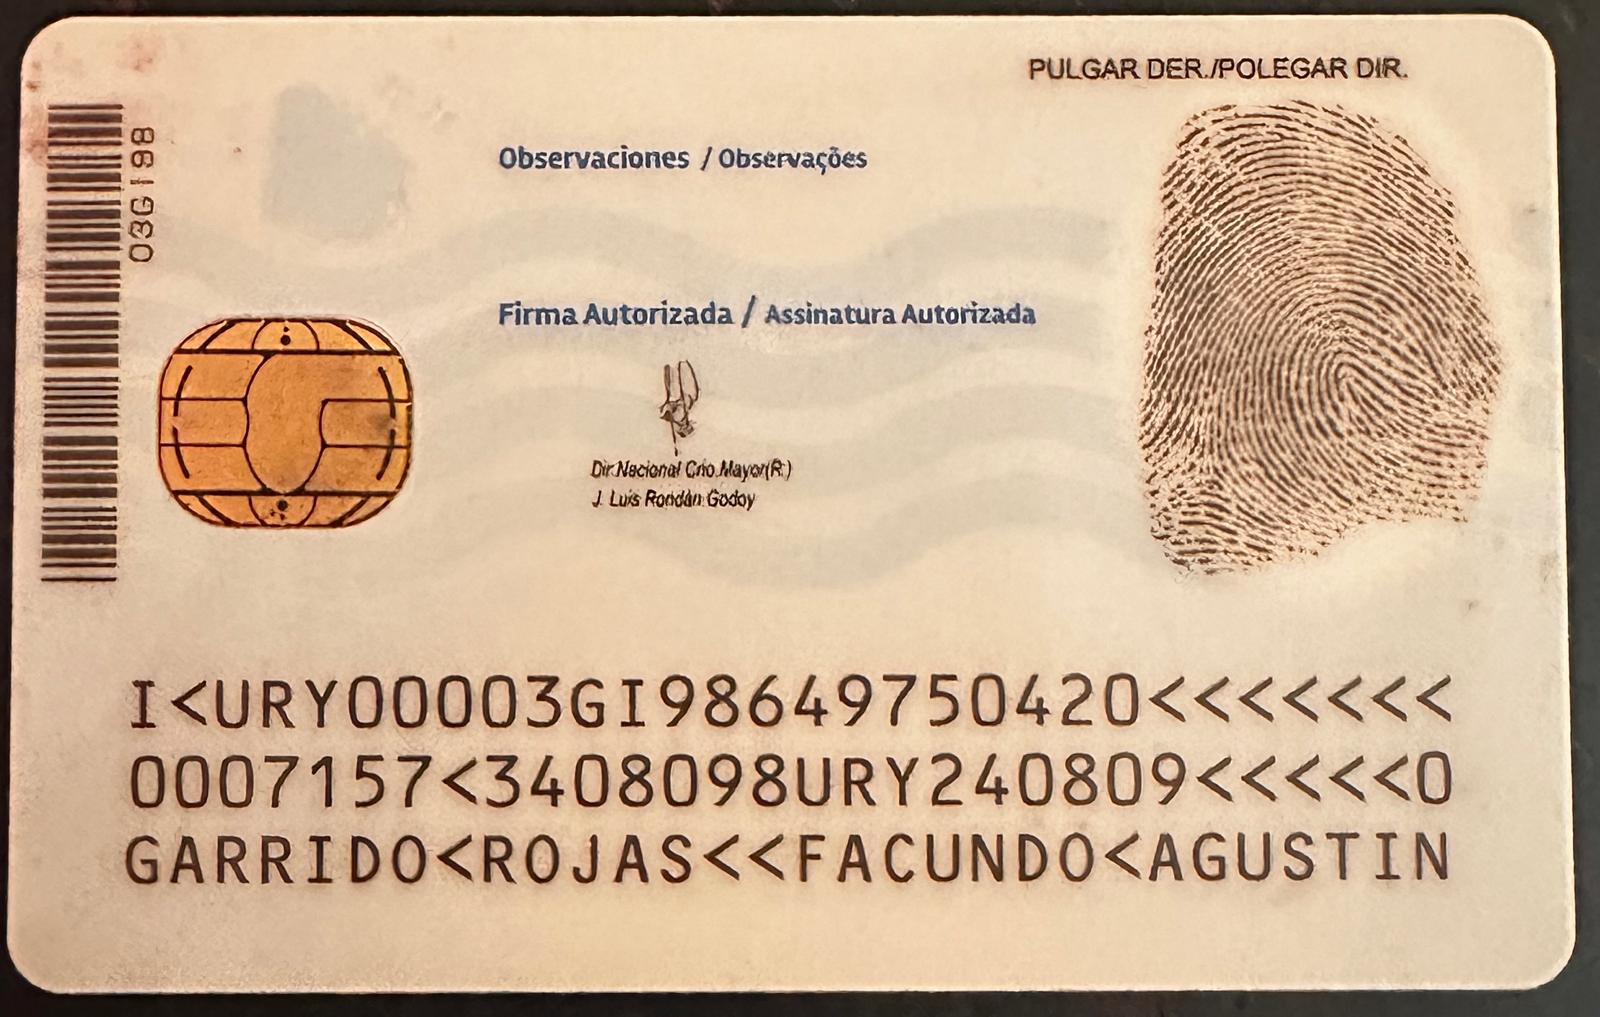 PULGAR DER./POLEGAR DIR.
03GI98
Observaciones / Observações
Firma Autorizada / Assinatura Autorizada
Dir.Nacional Crio.Mayor(R.)
J. Luis Rondán Godoy
I<URY00003GI98649750420<<<<<<<
0007157<3408098URY240809<<<<<0
GARRIDO<ROJAS<<FACUNDO<AGUSTIN